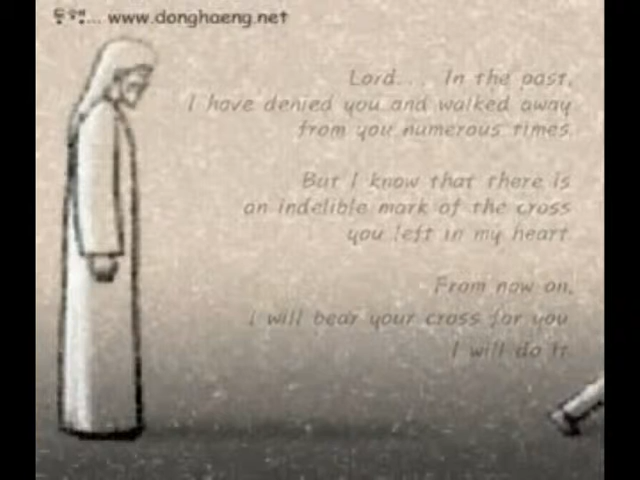 동행... www.donghaeng.net
Lord... In the past,
I have denied you and walked away
from you numerous times.
But I know that there is
an indelible mark of the cross
you left in my heart.
From now on,
I will bear your cross for you
I will do it